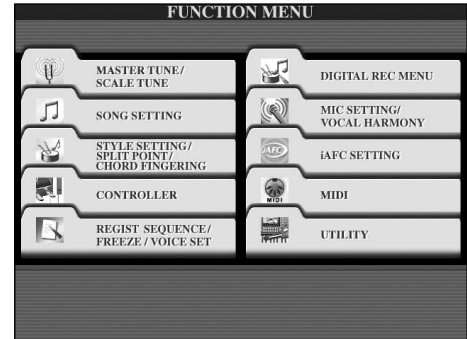 FUNCTION MENU
MASTER TUNE/
SCALE TUNE
SONG SETTING
STYLE SETTING/
SPLIT POINT/
CHORD FINGERING
CONTROLLER
REGIST SEQUENCE/
FREEZE / VOICE SET
DIGITAL REC MENU
MIC SETTING/
VOCAL HARMONY
iAFC
iAFC SETTING
MIDI
MIDI
UTILITY